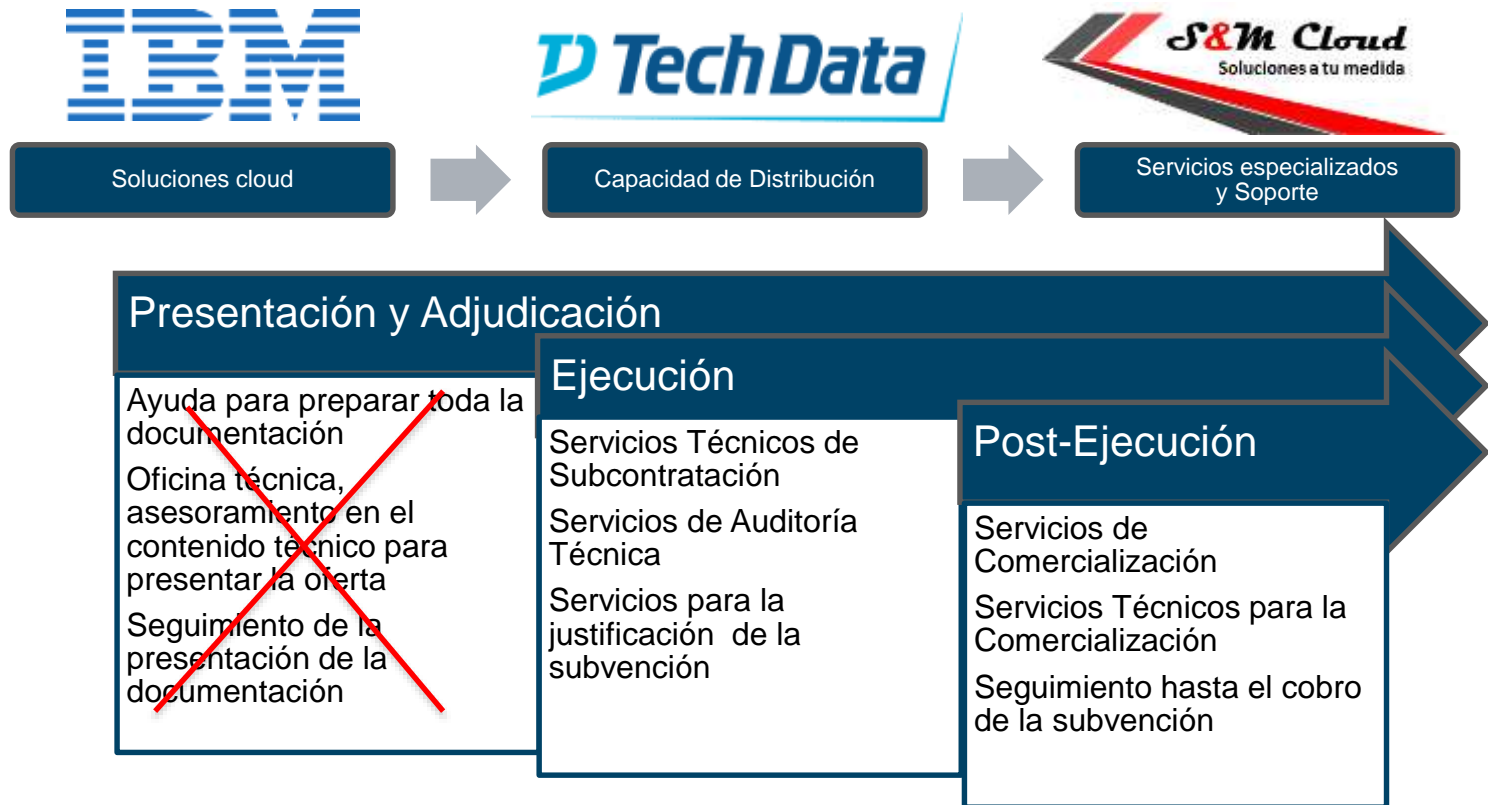 IBM
TD Tech Data
S&M Cloud
Soluciones a tu medida
Soluciones cloud
Capacidad de Distribución
Servicios especializados
y Soporte
Presentación y Adjudicación
Ayuda para preparar toda la
documentación
Oficina técnica,
asesoramiento en el
contenido técnico para
presentar la oferta
Seguimiento de la
presentación de la
documentación
Ejecución
Servicios Técnicos de
Subcontratación
Servicios de Auditoría
Técnica
Servicios para la
justificación de la
subvención
Post-Ejecución
Servicios de
Comercialización
Servicios Técnicos para la
Comercialización
Seguimiento hasta el cobro
de la subvención